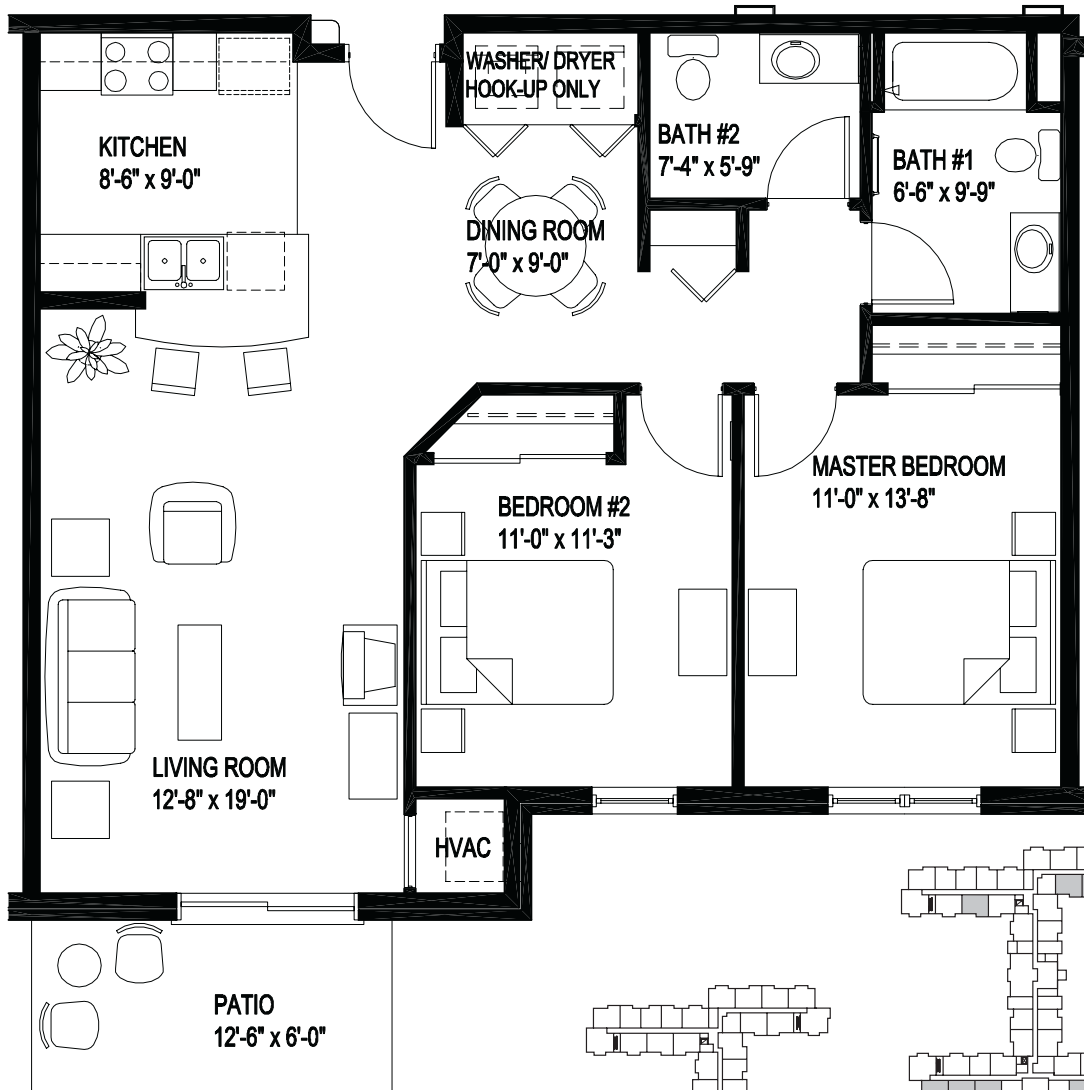 WASHER/ DRYER
HOOK-UP ONLY
KITCHEN
8'-6" x 9'-0"
BATH #2
7'-4" x 5'-9"
BATH #1
6'-6" x 9'-9"
DINING ROOM
7'-0" x 9'-0"
MASTER BEDROOM
11'-0" x 13'-8"
BEDROOM #2
11'-0" x 11'-3"
LIVING ROOM
12'-8" x 19'-0"
HVAC
PATIO
12'-6" x 6'-0"